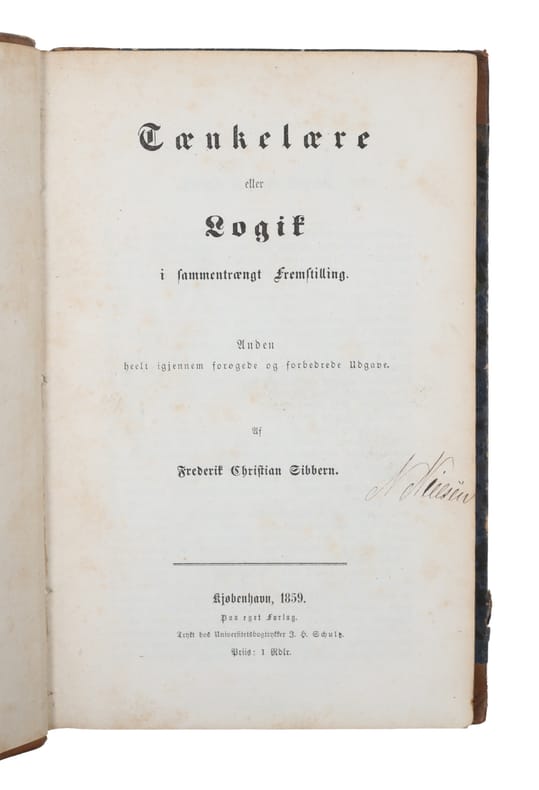 Tænkelære
eller
Logik
i sammentrængt Fremstilling.
Anden
heelt igjennem forøgede og forbedrede Udgave.
Af
Frederik Christian Sibbern.
N Nielsen
Kjøbenhavn, 1859.
Paa eget Forlag.
Trykt hos Universitetsbogtrykker J. H. Schultz.
Priis: 1 Rdlr.